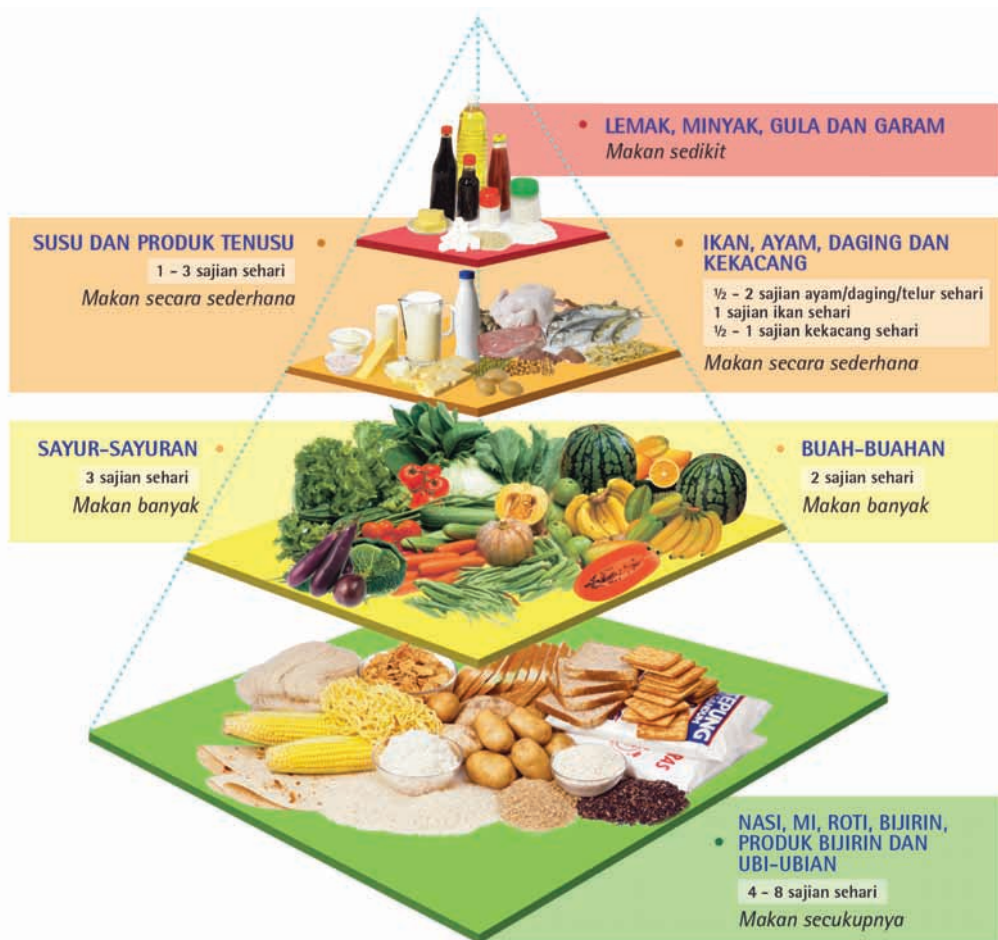 LEMAK, MINYAK, GULA DAN GARAM
Makan sedikit
SUSU DAN PRODUK TENUSU
1 – 3 sajian sehari
Makan secara sederhana
IKAN, AYAM, DAGING DAN
KEKACANG
½ – 2 sajian ayam/daging/telur sehari
1 sajian ikan sehari
½ – 1 sajian kekacang sehari
Makan secara sederhana
SAYUR-SAYURAN
3 sajian sehari
Makan banyak
BUAH-BUAHAN
2 sajian sehari
Makan banyak
TEPUNG
NASI, MI, ROTI, BIJIRIN,
PRODUK BIJIRIN DAN
UBI-UBIAN
4 – 8 sajian sehari
Makan secukupnya